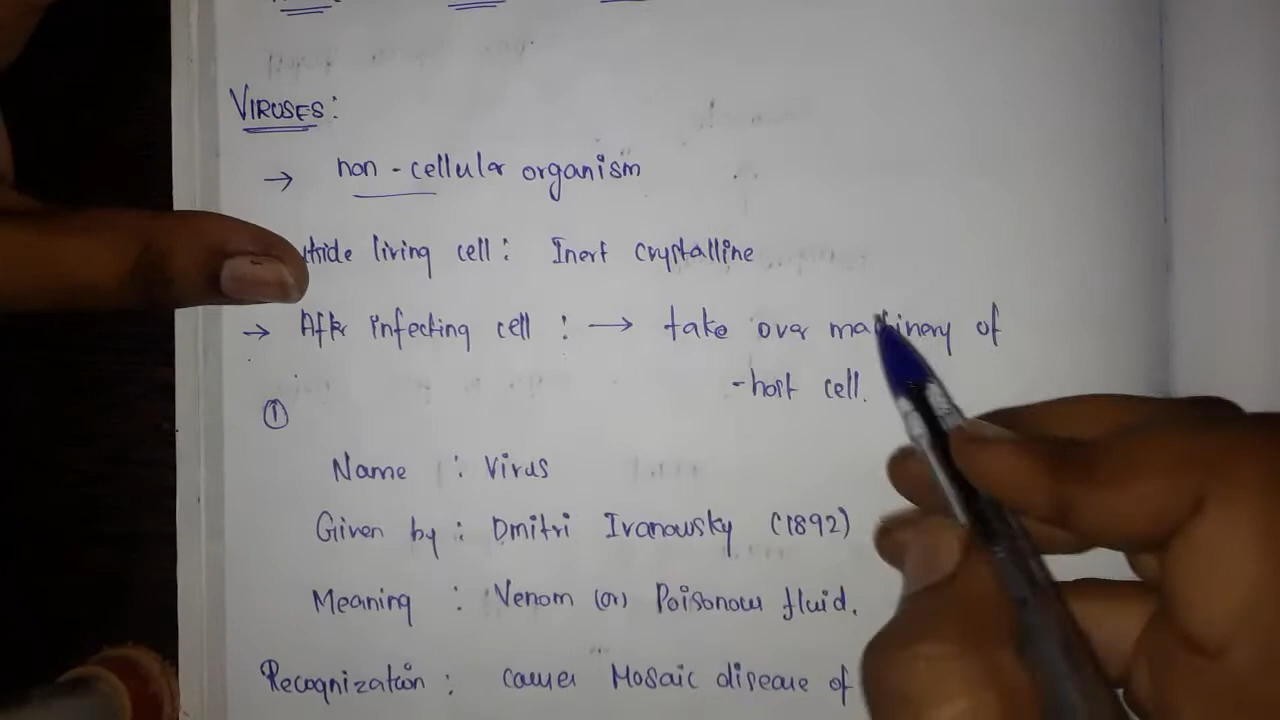 VIRUSES:
→ non-cellular organism
living cell: Inert crystalline
→ After infecting cell : → take over machinery of
-host cell.
①
Name : Virus
Given by : Dmitri Ivanowsky (1892)
Meaning : Venom (or) Poisonous fluid.
Recognization : causes Mosaic disease of